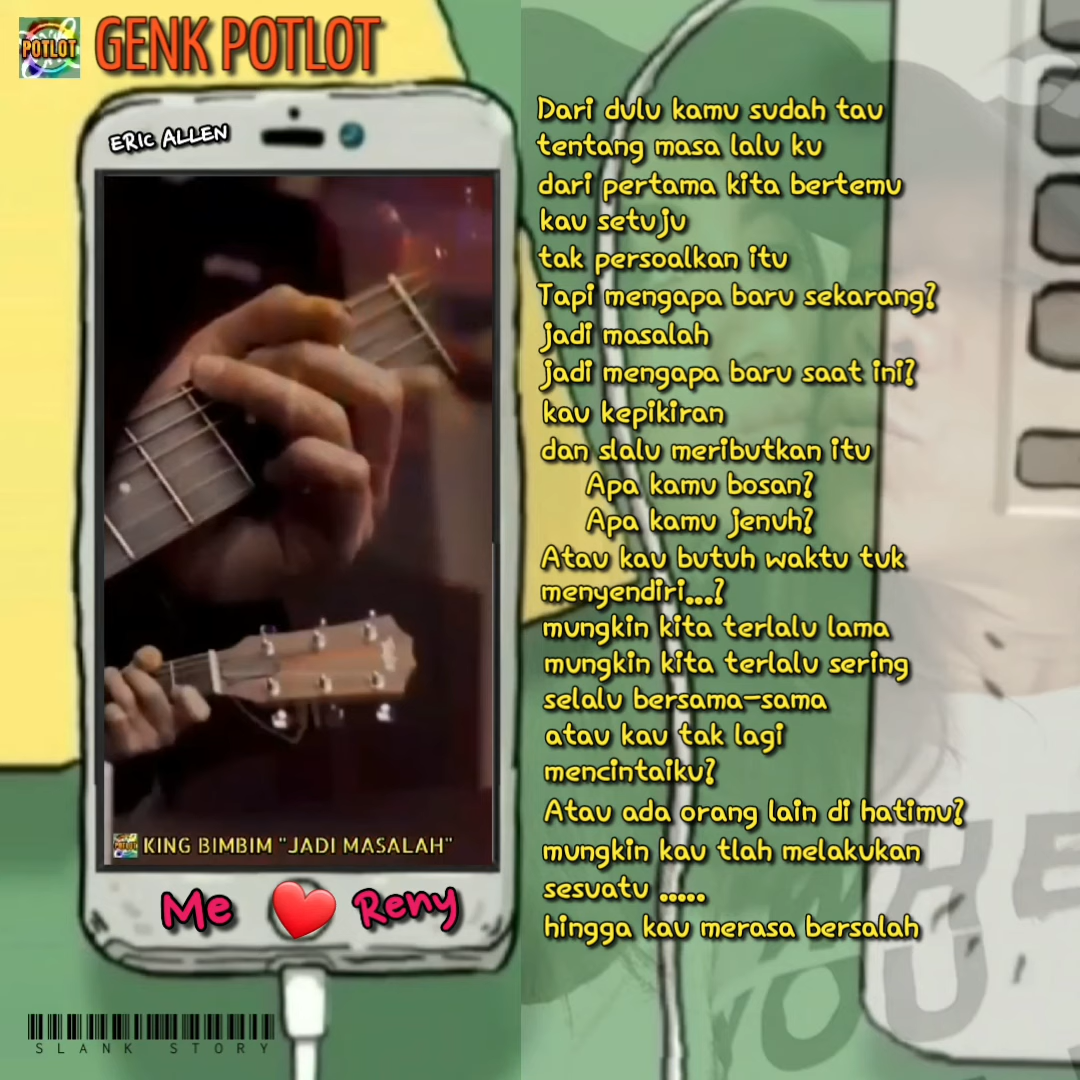 POTLOT
GENK POTLOT
ERIC ALLEN
KING BIMBIM "JADI MASALAH"
Me ❤ Reny
SLANK STORY
Dari dulu kamu sudah tau
tentang masa lalu ku
dari pertama kita bertemu
kau setuju
tak persoalkan itu
Tapi mengapa baru sekarang?
jadi masalah
jadi mengapa baru saat ini?
kau kepikiran
dan slalu meributkan itu
Apa kamu bosan?
Apa kamu jenuh?
Atau kau butuh waktu tuk
menyendiri...?
mungkin kita terlalu lama
mungkin kita terlalu sering
selalu bersama-sama
atau kau tak lagi
mencintaiku?
Atau ada orang lain di hatimu?
mungkin kau tlah melakukan
sesuatu .....
hingga kau merasa bersalah
YOU